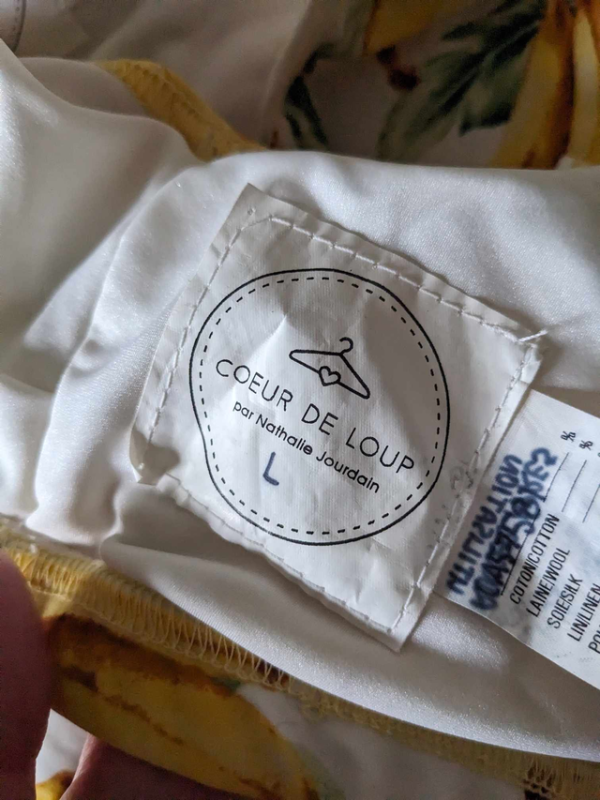 COEUR DE LOUP
par Nathalie Jourdain
L
% %
COTON/COTTON
LAINE/WOOL
SOIE/SILK
LIN/LINEN